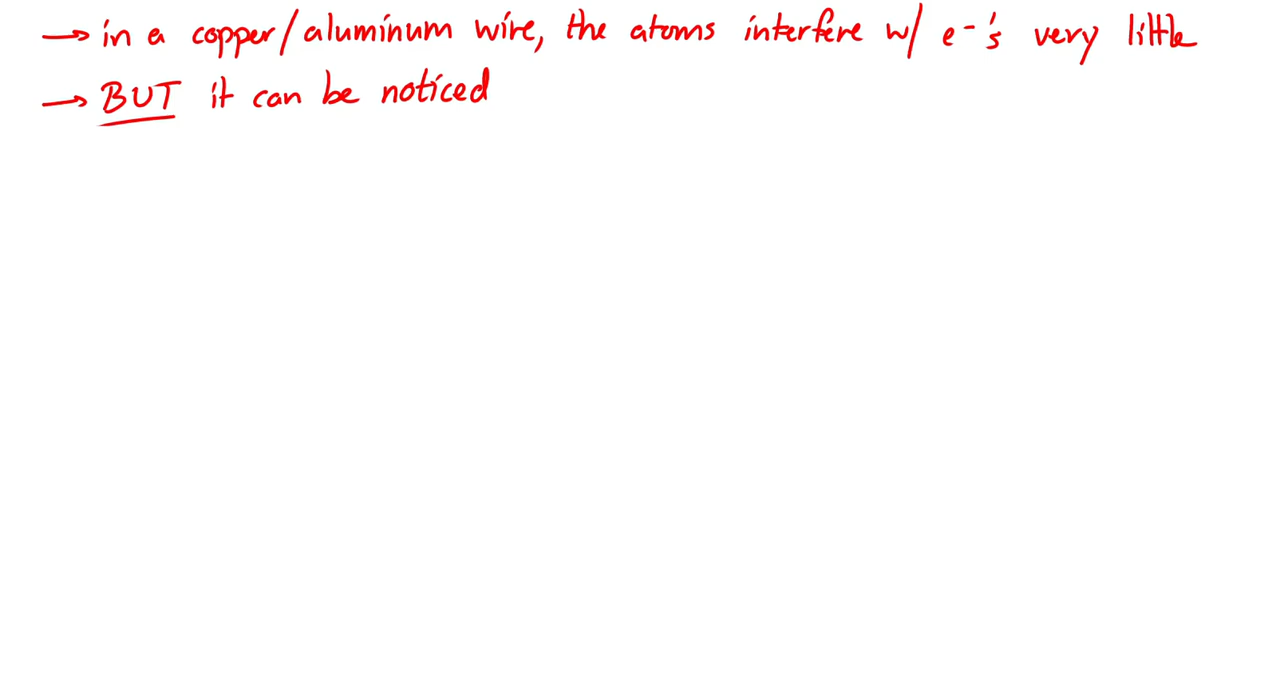 → in a copper/aluminum wire, the atoms interfere w/ e-'s very little
→ BUT it can be noticed